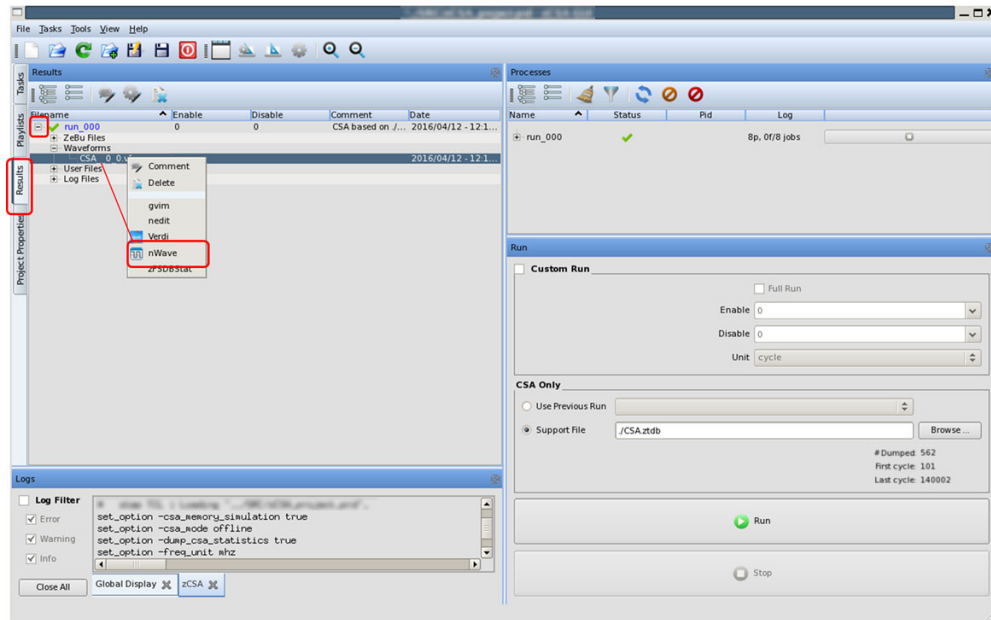 File Tasks Tools View Help
Tasks
Playlists
Results
Project Properties
Results
Filename Enable Disable Comment Date
run_000 0 0 CSA based on ./... 2016/04/12 - 12:1...
ZeBu Files
Waveforms
CSA_0_0.v 2016/04/12 - 12:1...
User Files
Log Files
Comment
Delete
gvim
nedit
Verdi
nWave
zFSDBStat
Processes
Name Status Pid Log
run_000 8p, 0f/8 jobs
Run
Custom Run
Full Run
Enable 0
Disable 0
Unit cycle
CSA Only
Use Previous Run
Support File ./CSA.ztdb Browse ...
# Dumped 562
First cycle 101
Last cycle 140002
Run
Stop
Logs
Log Filter
Error
Warning
Info
Close All
set_option -csa_memory_simulation true
set_option -csa_mode offline
set_option -dump_csa_statistics true
set_option -freq_unit mhz
Global Display zCSA